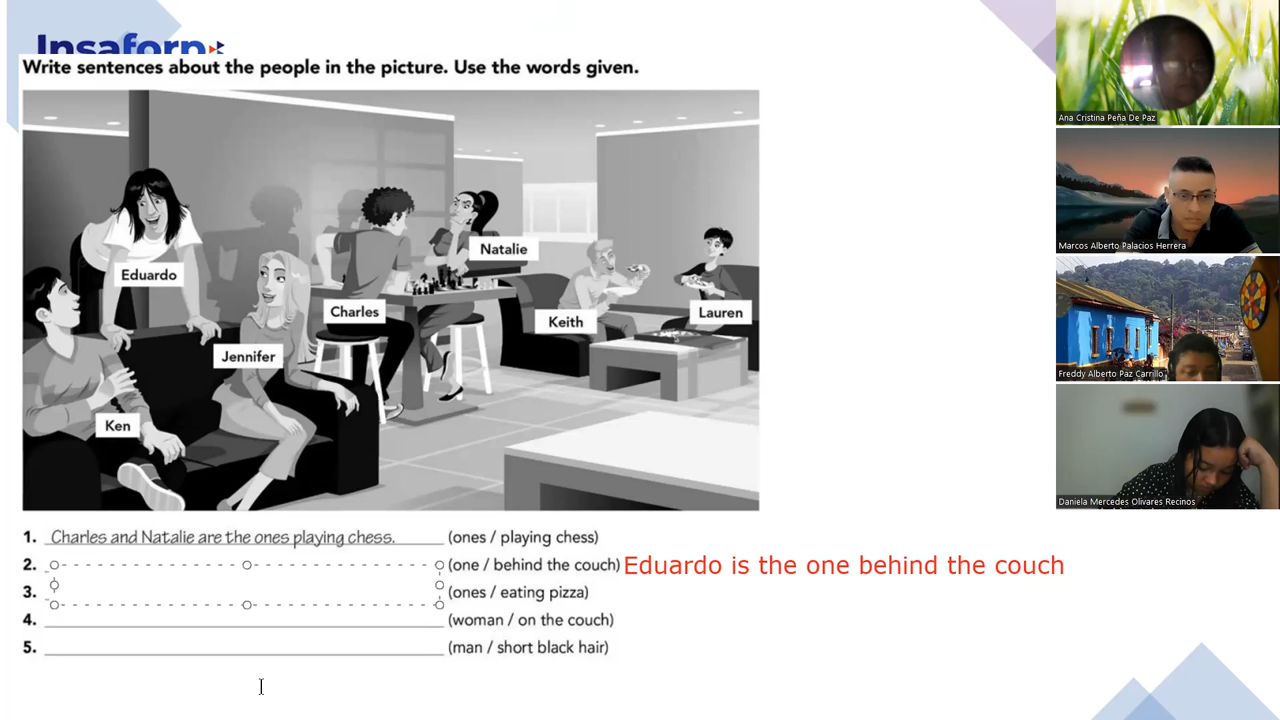 Insaforp
Write sentences about the people in the picture. Use the words given.
Eduardo
Natalie
Charles
Keith
Lauren
Jennifer
Ken
1. Charles and Natalie are the ones playing chess. (ones / playing chess)
2. (one / behind the couch) Eduardo is the one behind the couch
3. (ones / eating pizza)
4. (woman / on the couch)
5. (man / short black hair)
Ana Cristina Peña De Paz
Marcos Alberto Palacios Herrera
Freddy Alberto Paz Carrillo
Daniela Mercedes Olivares Recinos